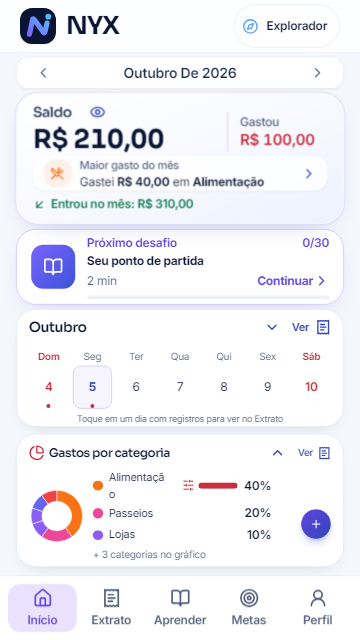 NYX
Explorador
Outubro De 2026
Saldo
R$ 210,00
Gastou
R$ 100,00
Maior gasto do mês
Gastei R$ 40,00 em Alimentação
Entrou no mês: R$ 310,00
Próximo desafio
0/30
Seu ponto de partida
2 min
Continuar
Outubro
Ver
Dom Seg Ter Qua Qui Sex Sáb
4 5 6 7 8 9 10
Toque em um dia com registros para ver no Extrato
Gastos por categoria
Ver
Alimentaçã
o
40%
Passeios
20%
Lojas
10%
+ 3 categorias no gráfico
+
Início Extrato Aprender Metas Perfil